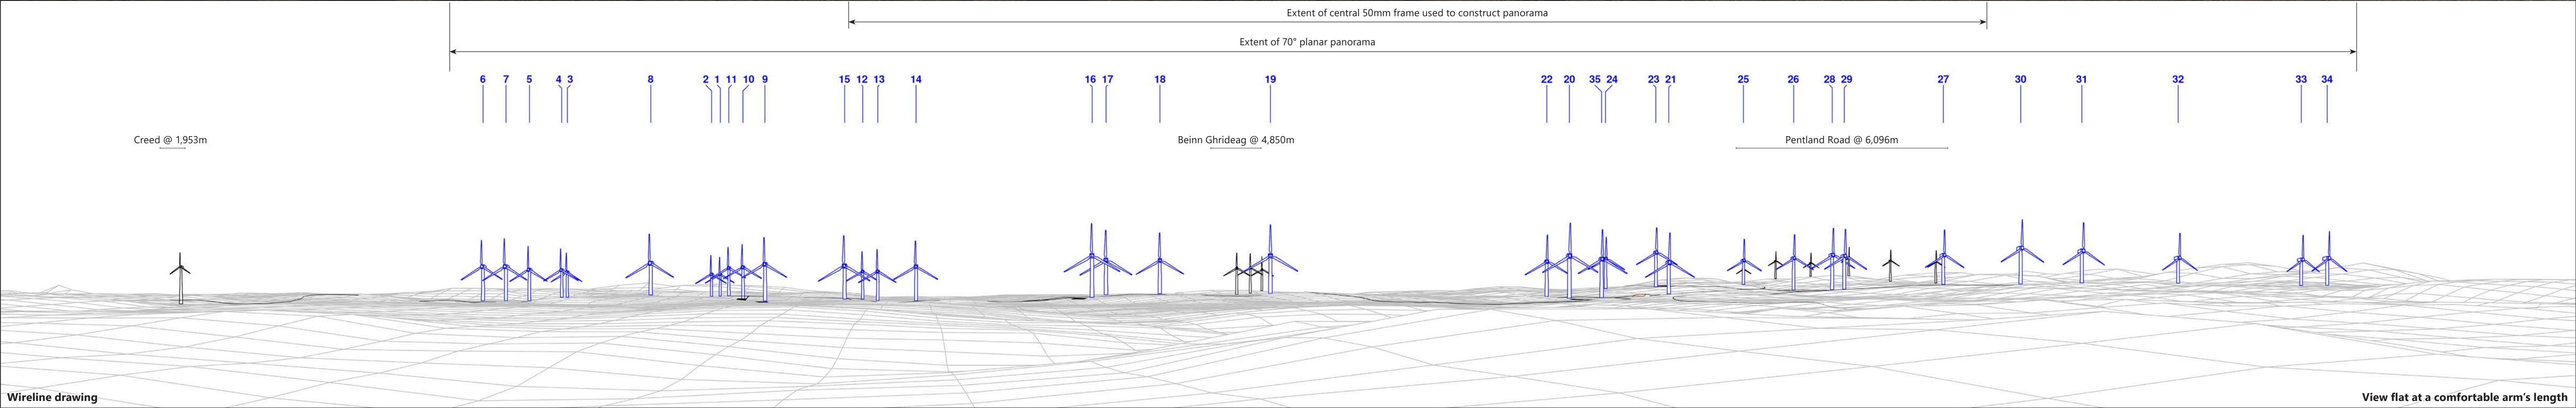 Extent of central 50mm frame used to construct panorama
Extent of 70° planar panorama
6 7 5 4 3 8 2 1 11 10 9 15 12 13 14 16 17 18 19 22 20 35 24 23 21 25 26 28 29 27 30 31 32 33 34
Creed @ 1,953m Beinn Ghrideag @ 4,850m Pentland Road @ 6,096m
Wireline drawing View flat at a comfortable arm's length